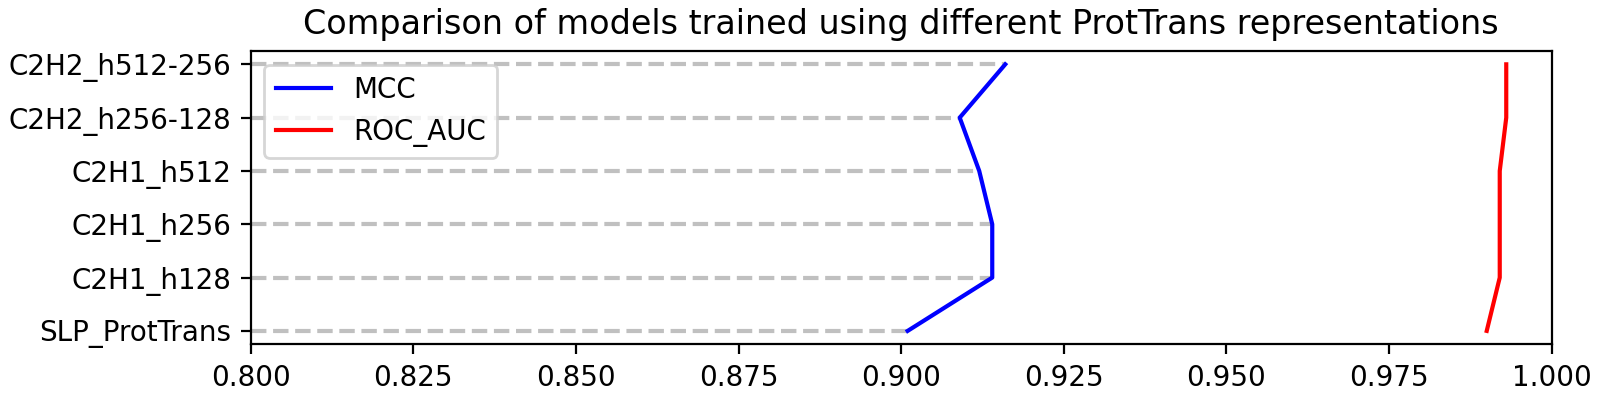 Comparison of models trained using different ProtTrans representations
C2H2_h512-256
MCC
C2H2_h256-128
ROC_AUC
C2H1_h512
C2H1_h256
C2H1_h128
SLP_ProtTrans
0.800 0.825 0.850 0.875 0.900 0.925 0.950 0.975 1.000